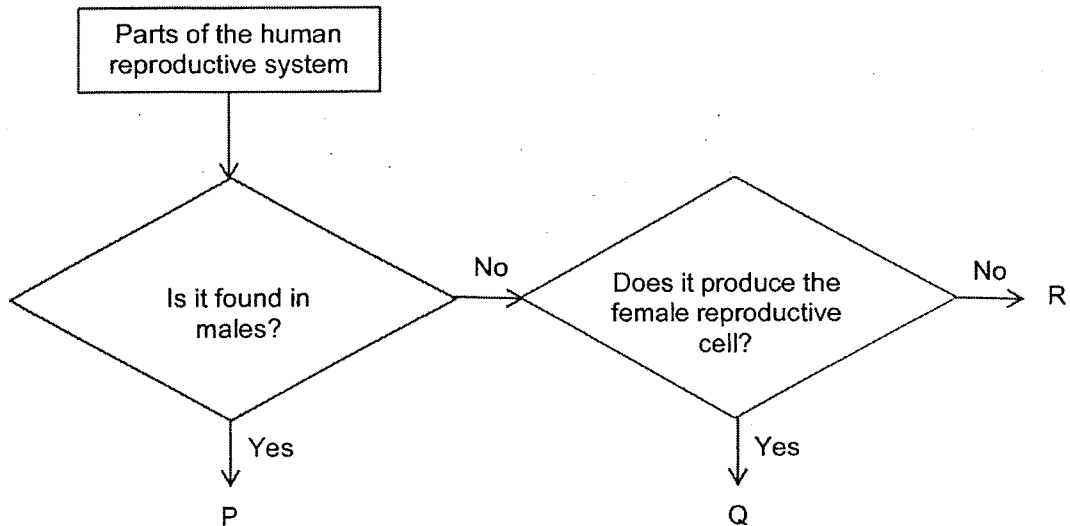 Parts of the human
reproductive system
Is it found in
males?
No
Does it produce the
female reproductive
cell?
No
R
Yes
Yes
P
Q